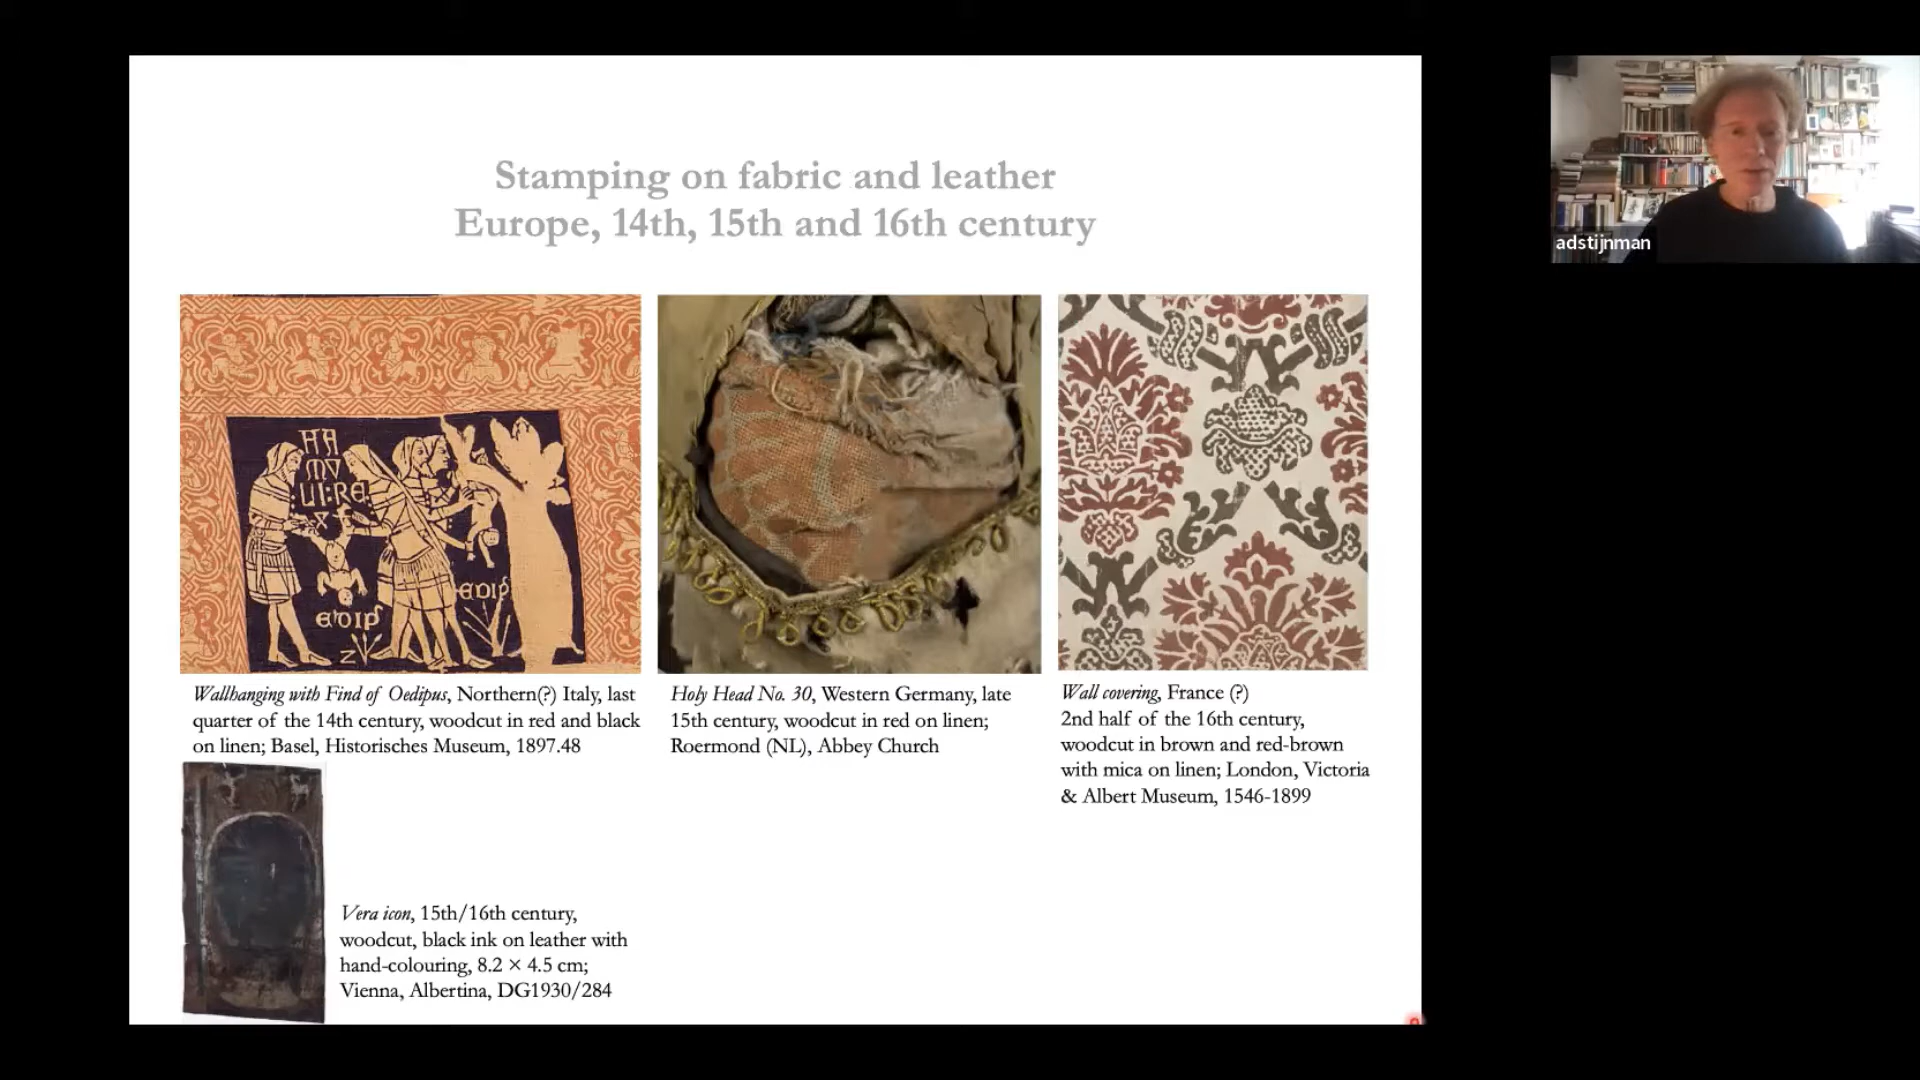 Stamping on fabric and leather
Europe, 14th, 15th and 16th century
adstijnman
EDIP
EDIP
Z
Wallhanging with Find of Oedipus, Northern(?) Italy, last
quarter of the 14th century, woodcut in red and black
on linen; Basel, Historisches Museum, 1897.48
Holy Head No. 30, Western Germany, late
15th century, woodcut in red on linen;
Roermond (NL), Abbey Church
Wall covering, France (?)
2nd half of the 16th century,
woodcut in brown and red-brown
with mica on linen; London, Victoria
& Albert Museum, 1546-1899
Vera icon, 15th/16th century,
woodcut, black ink on leather with
hand-colouring, 8.2 × 4.5 cm;
Vienna, Albertina, DG1930/284